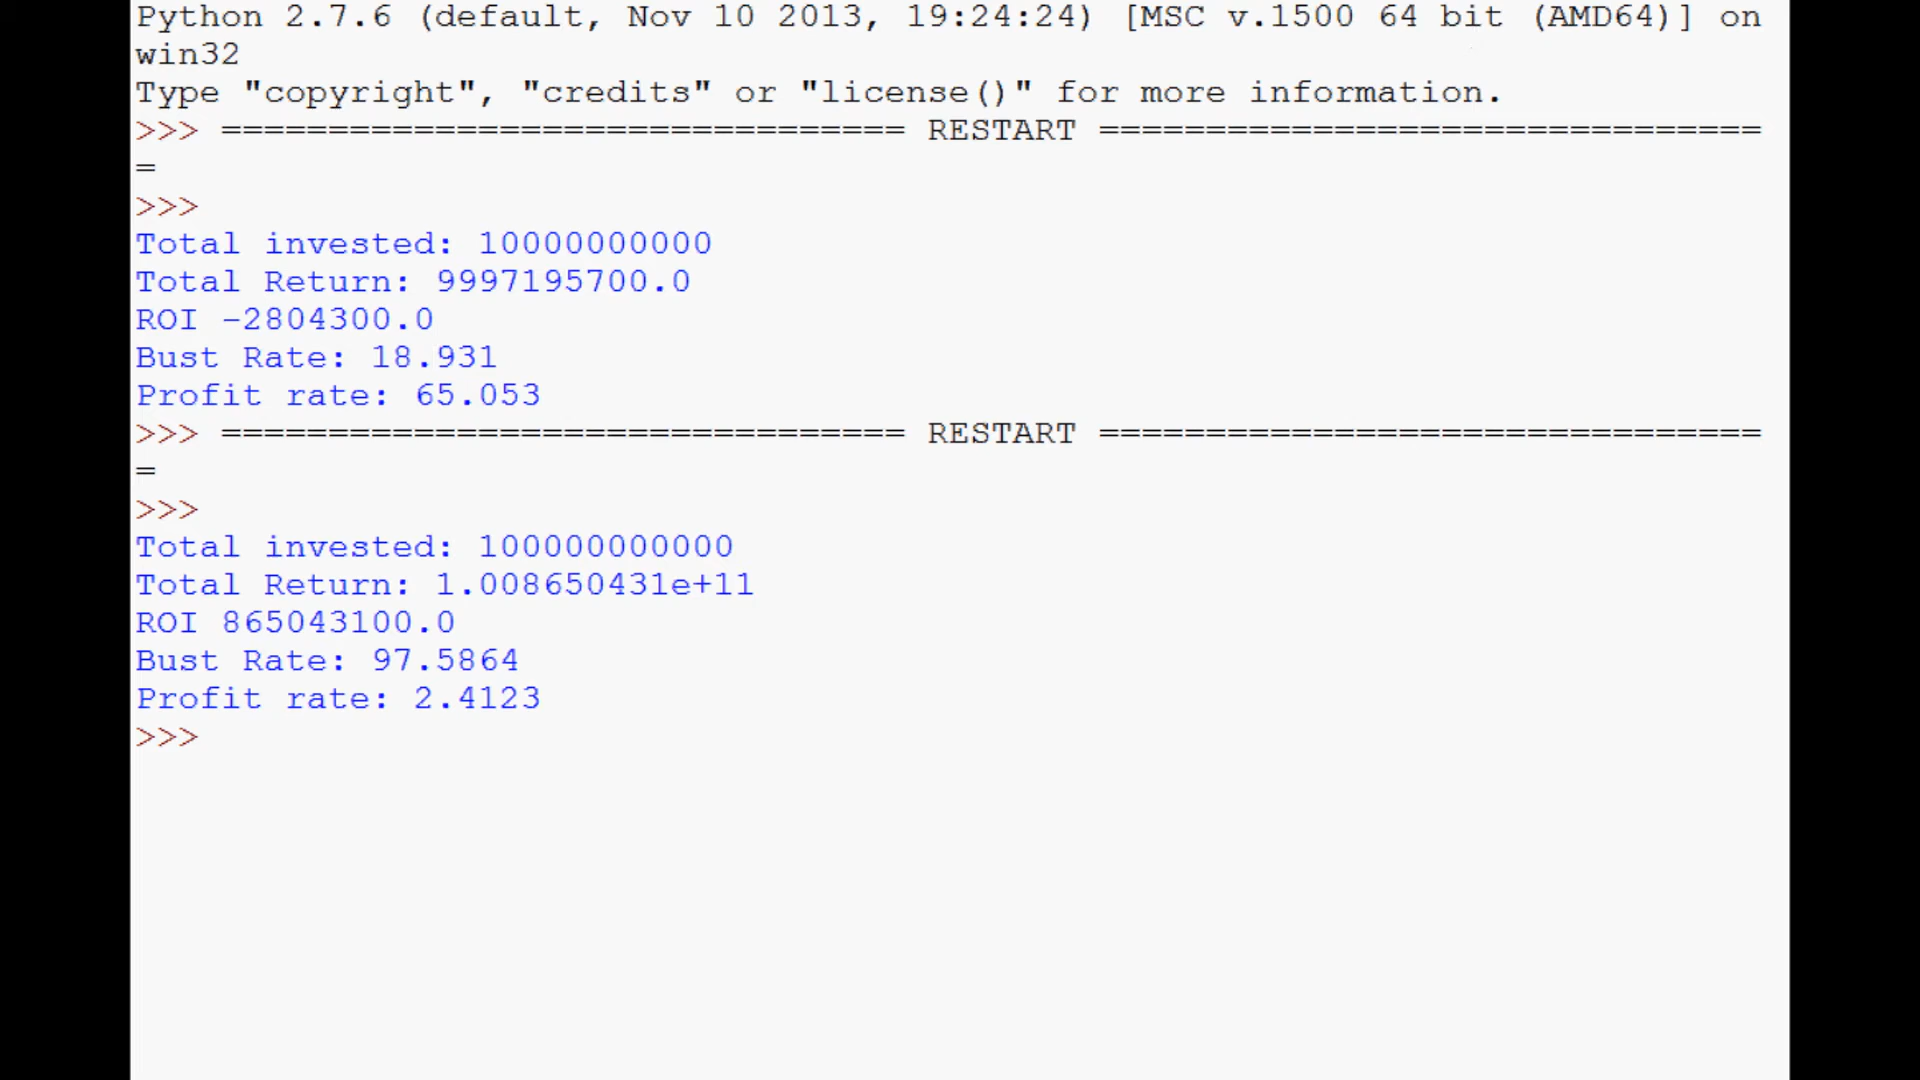 Python 2.7.6 (default, Nov 10 2013, 19:24:24) [MSC v.1500 64 bit (AMD64)] on
win32
Type "copyright", "credits" or "license()" for more information.
>>> ================================ RESTART ===============================
=
>>>
Total invested: 10000000000
Total Return: 9997195700.0
ROI -2804300.0
Bust Rate: 18.931
Profit rate: 65.053
>>> ================================ RESTART ===============================
=
>>>
Total invested: 100000000000
Total Return: 1.008650431e+11
ROI 865043100.0
Bust Rate: 97.5864
Profit rate: 2.4123
>>>